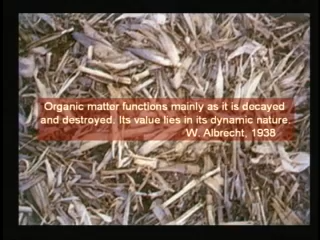 Organic matter functions mainly as it is decayed
and destroyed. Its value lies in its dynamic nature.
W. Albrecht, 1938